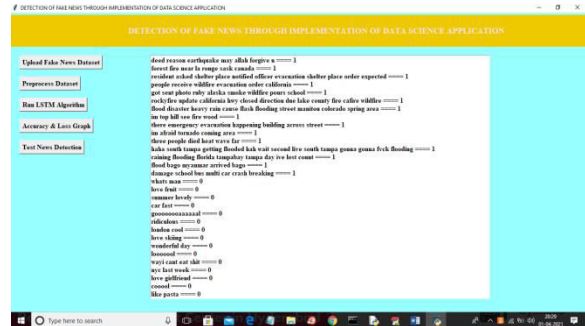 DETECTION OF FAKE NEWS THROUGH IMPLEMENTATION OF DATA SCIENCE APPLICATION
DETECTION OF FAKE NEWS THROUGH IMPLEMENTATION OF DATA SCIENCE APPLICATION
Upload Fake News Dataset
Preprocess Dataset
Run LSTM Algorithm
Accuracy & Loss Graph
Test News Detection
deed reason earthquake may allah forgive u ==== 1
forest fire near la ronge sask canada ==== 1
resident asked shelter place notified officer evacuation shelter place order expected ==== 1
people receive wildfire evacuation order california ==== 1
got sent photo ruby alaska smoke wildfire pours school ==== 1
rockyfire update california hwy closed direction due lake county fire cafire wildfire ==== 1
flood disaster heavy rain cause flash flooding street manitou colorado spring area ==== 1
im top hill see fire wood ==== 1
there emergency evacuation happening building across street ==== 1
im afraid tornado coming area ==== 1
three people died heat wave far ==== 1
haha south tampa getting flooded hah wait second live south tampa gonna gonna fvck flooding ==== 1
raining flooding florida tampabay tampa day ive lost count ==== 1
flood bago myanmar arrived bago ==== 1
damage school bus multi car crash breaking ==== 1
whats man ==== 0
love fruit ==== 0
summer lovely ==== 0
car fast ==== 0
goooooooaaaaaal ==== 0
ridiculous ==== 0
london cool ==== 0
love skiing ==== 0
wonderful day ==== 0
looooool ==== 0
wayi cant eat shit ==== 0
nyc last week ==== 0
love girlfriend ==== 0
cooool ==== 0
like pasta ==== 0
Type here to search
20:29
01-06-2021